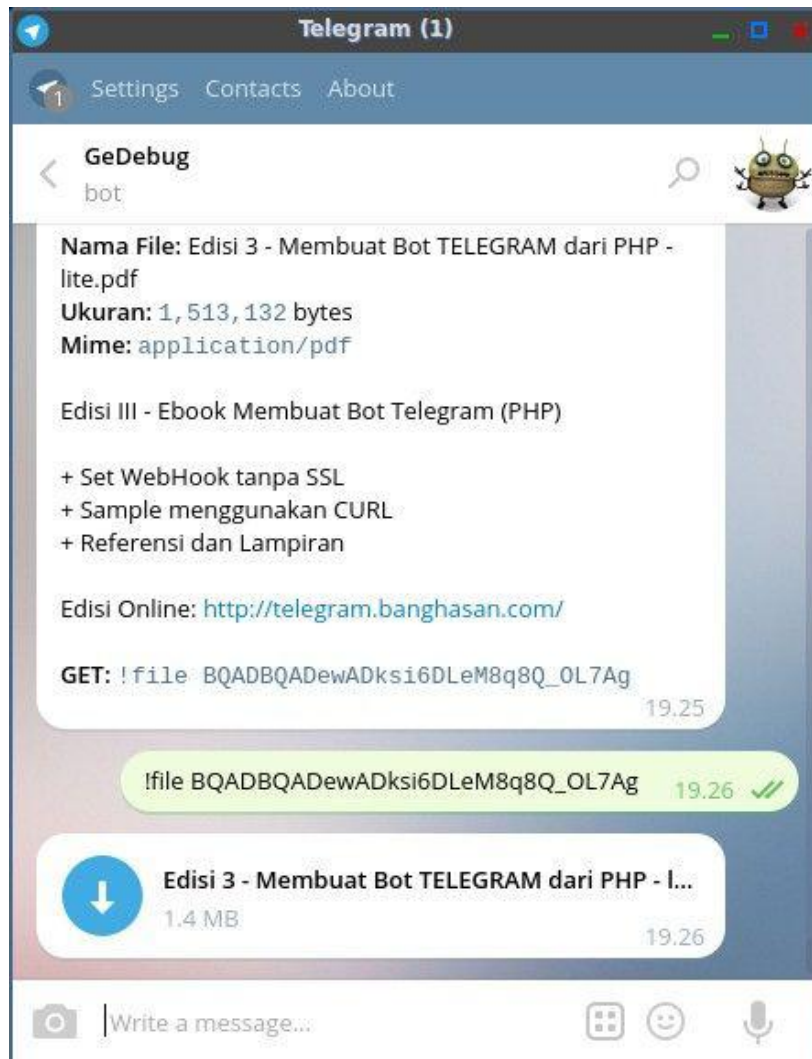 Telegram (1)
1
Settings Contacts About
GeDebug
bot
Nama File: Edisi 3 - Membuat Bot TELEGRAM dari PHP -
lite.pdf
Ukuran: 1,513,132 bytes
Mime: application/pdf
Edisi III - Ebook Membuat Bot Telegram (PHP)
+ Set WebHook tanpa SSL
+ Sample menggunakan CURL
+ Referensi dan Lampiran
Edisi Online: http://telegram.banghasan.com/
GET: !file BQADBQADewADksi6DLeM8q8Q_OL7Ag
19.25
!file BQADBQADewADksi6DLeM8q8Q_OL7Ag 19.26
Edisi 3 - Membuat Bot TELEGRAM dari PHP - l...
1.4 MB
19.26
Write a message...